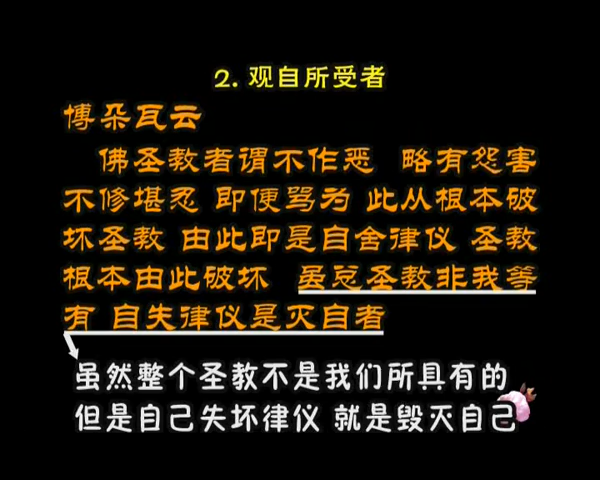 2. 观自所受者
博朵瓦云
佛圣教者谓不作恶 略有怨害
不修堪忍 即便骂为 此从根本破
坏圣教 由此即是自舍律仪 圣教
根本由此破坏 虽总圣教非我等
有 自失律仪是灭自者
虽然整个圣教不是我们所具有的
但是自己失坏律仪 就是毁灭自己